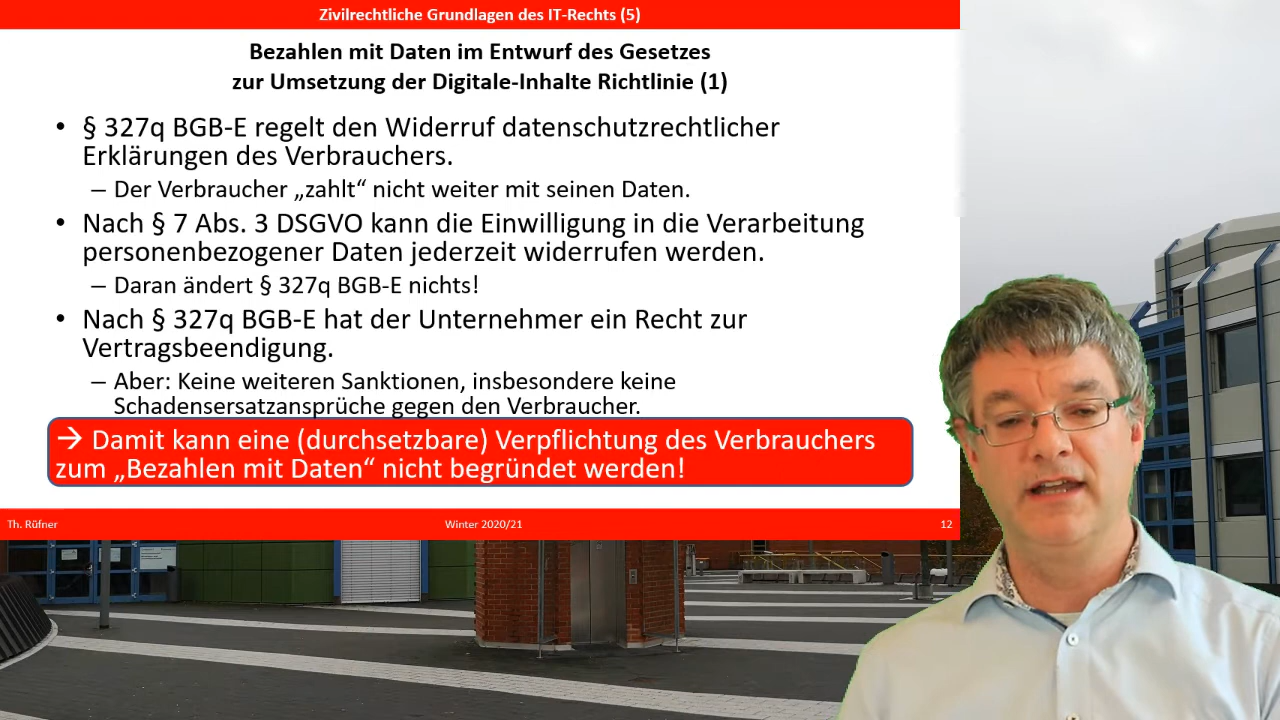 Zivilrechtliche Grundlagen des IT-Rechts (5)
Bezahlen mit Daten im Entwurf des Gesetzes
zur Umsetzung der Digitale-Inhalte Richtlinie (1)
• § 327q BGB-E regelt den Widerruf datenschutzrechtlicher
Erklärungen des Verbrauchers.
– Der Verbraucher „zahlt“ nicht weiter mit seinen Daten.
• Nach § 7 Abs. 3 DSGVO kann die Einwilligung in die Verarbeitung
personenbezogener Daten jederzeit widerrufen werden.
– Daran ändert § 327q BGB-E nichts!
• Nach § 327q BGB-E hat der Unternehmer ein Recht zur
Vertragsbeendigung.
– Aber: Keine weiteren Sanktionen, insbesondere keine
Schadensersatzansprüche gegen den Verbraucher.
→ Damit kann eine (durchsetzbare) Verpflichtung des Verbrauchers
zum „Bezahlen mit Daten“ nicht begründet werden!
Th. Rüfner
Winter 2020/21
12